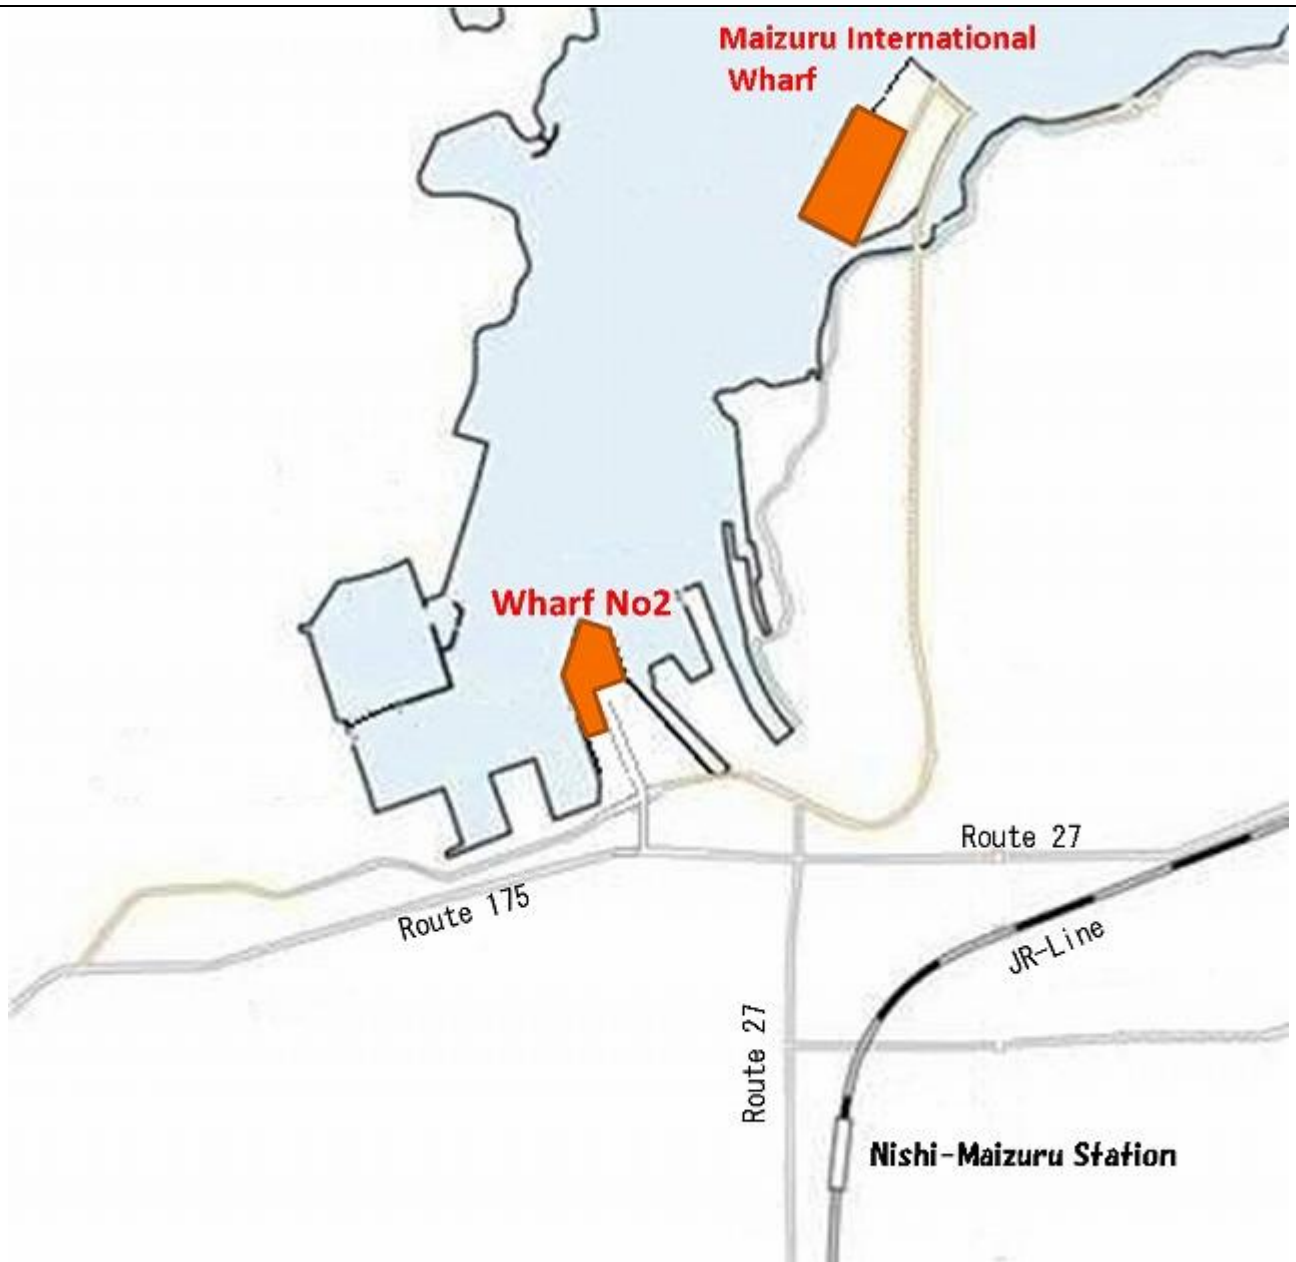 Maizuru International
Wharf
Wharf No2
Route 27
Route 175
JR-Line
Route 27
Nishi-Maizuru Station